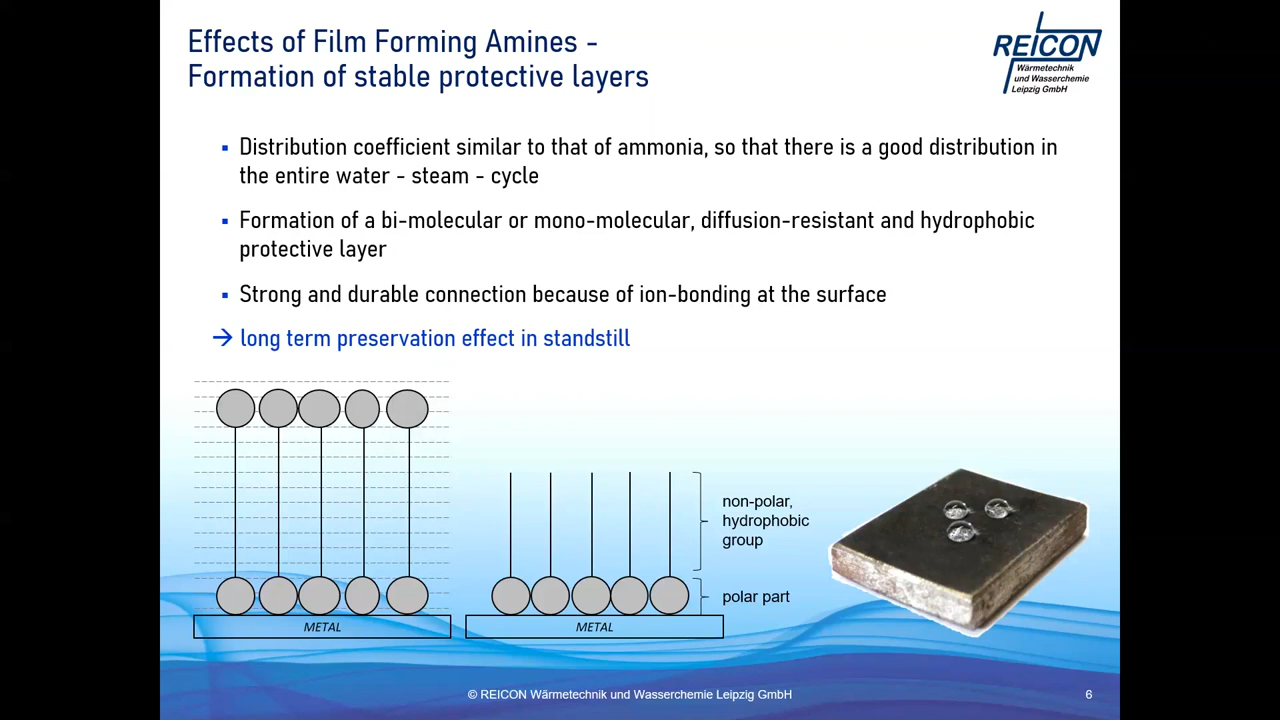 Effects of Film Forming Amines -
Formation of stable protective layers
REICON
Wärmetechnik
und Wasserchemie
Leipzig GmbH
▪ Distribution coefficient similar to that of ammonia, so that there is a good distribution in
the entire water - steam - cycle
▪ Formation of a bi-molecular or mono-molecular, diffusion-resistant and hydrophobic
protective layer
▪ Strong and durable connection because of ion-bonding at the surface
→ long term preservation effect in standstill
non-polar,
hydrophobic
group
polar part
METAL
METAL
© REICON Wärmetechnik und Wasserchemie Leipzig GmbH
6